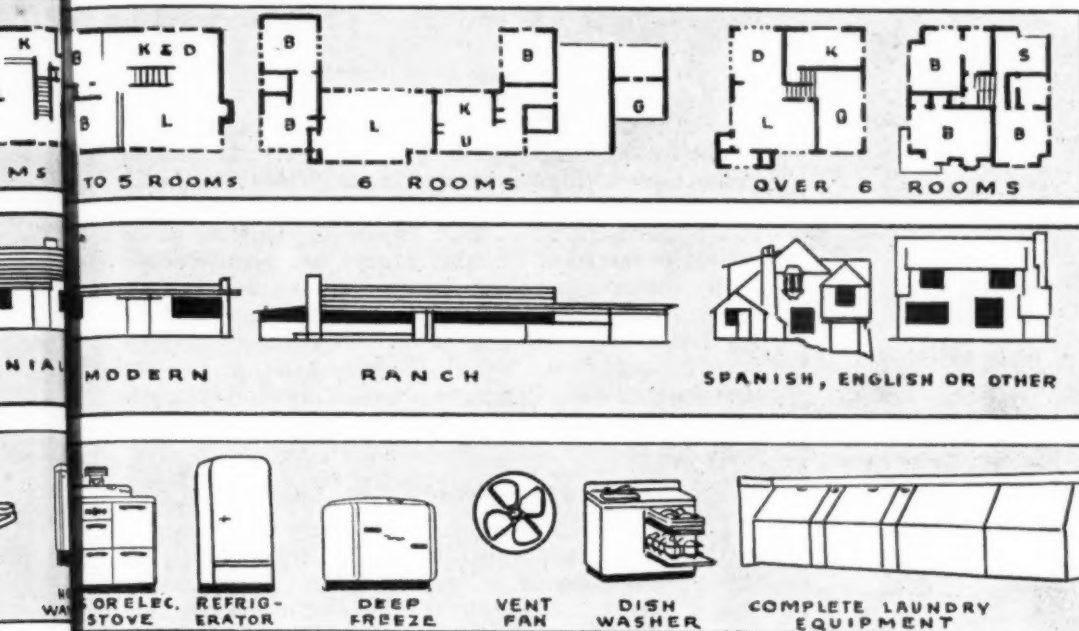 K B K & D B B D K B S
B L B L K U G L G B B
MS TO 5 ROOMS 6 ROOMS OVER 6 ROOMS
NIAL MODERN RANCH SPANISH, ENGLISH OR OTHER
S OR ELEC. STOVE
REFRIG-
ERATOR
DEEP
FREEZE
VENT
FAN
DISH
WASHER
COMPLETE LAUNDRY
EQUIPMENT